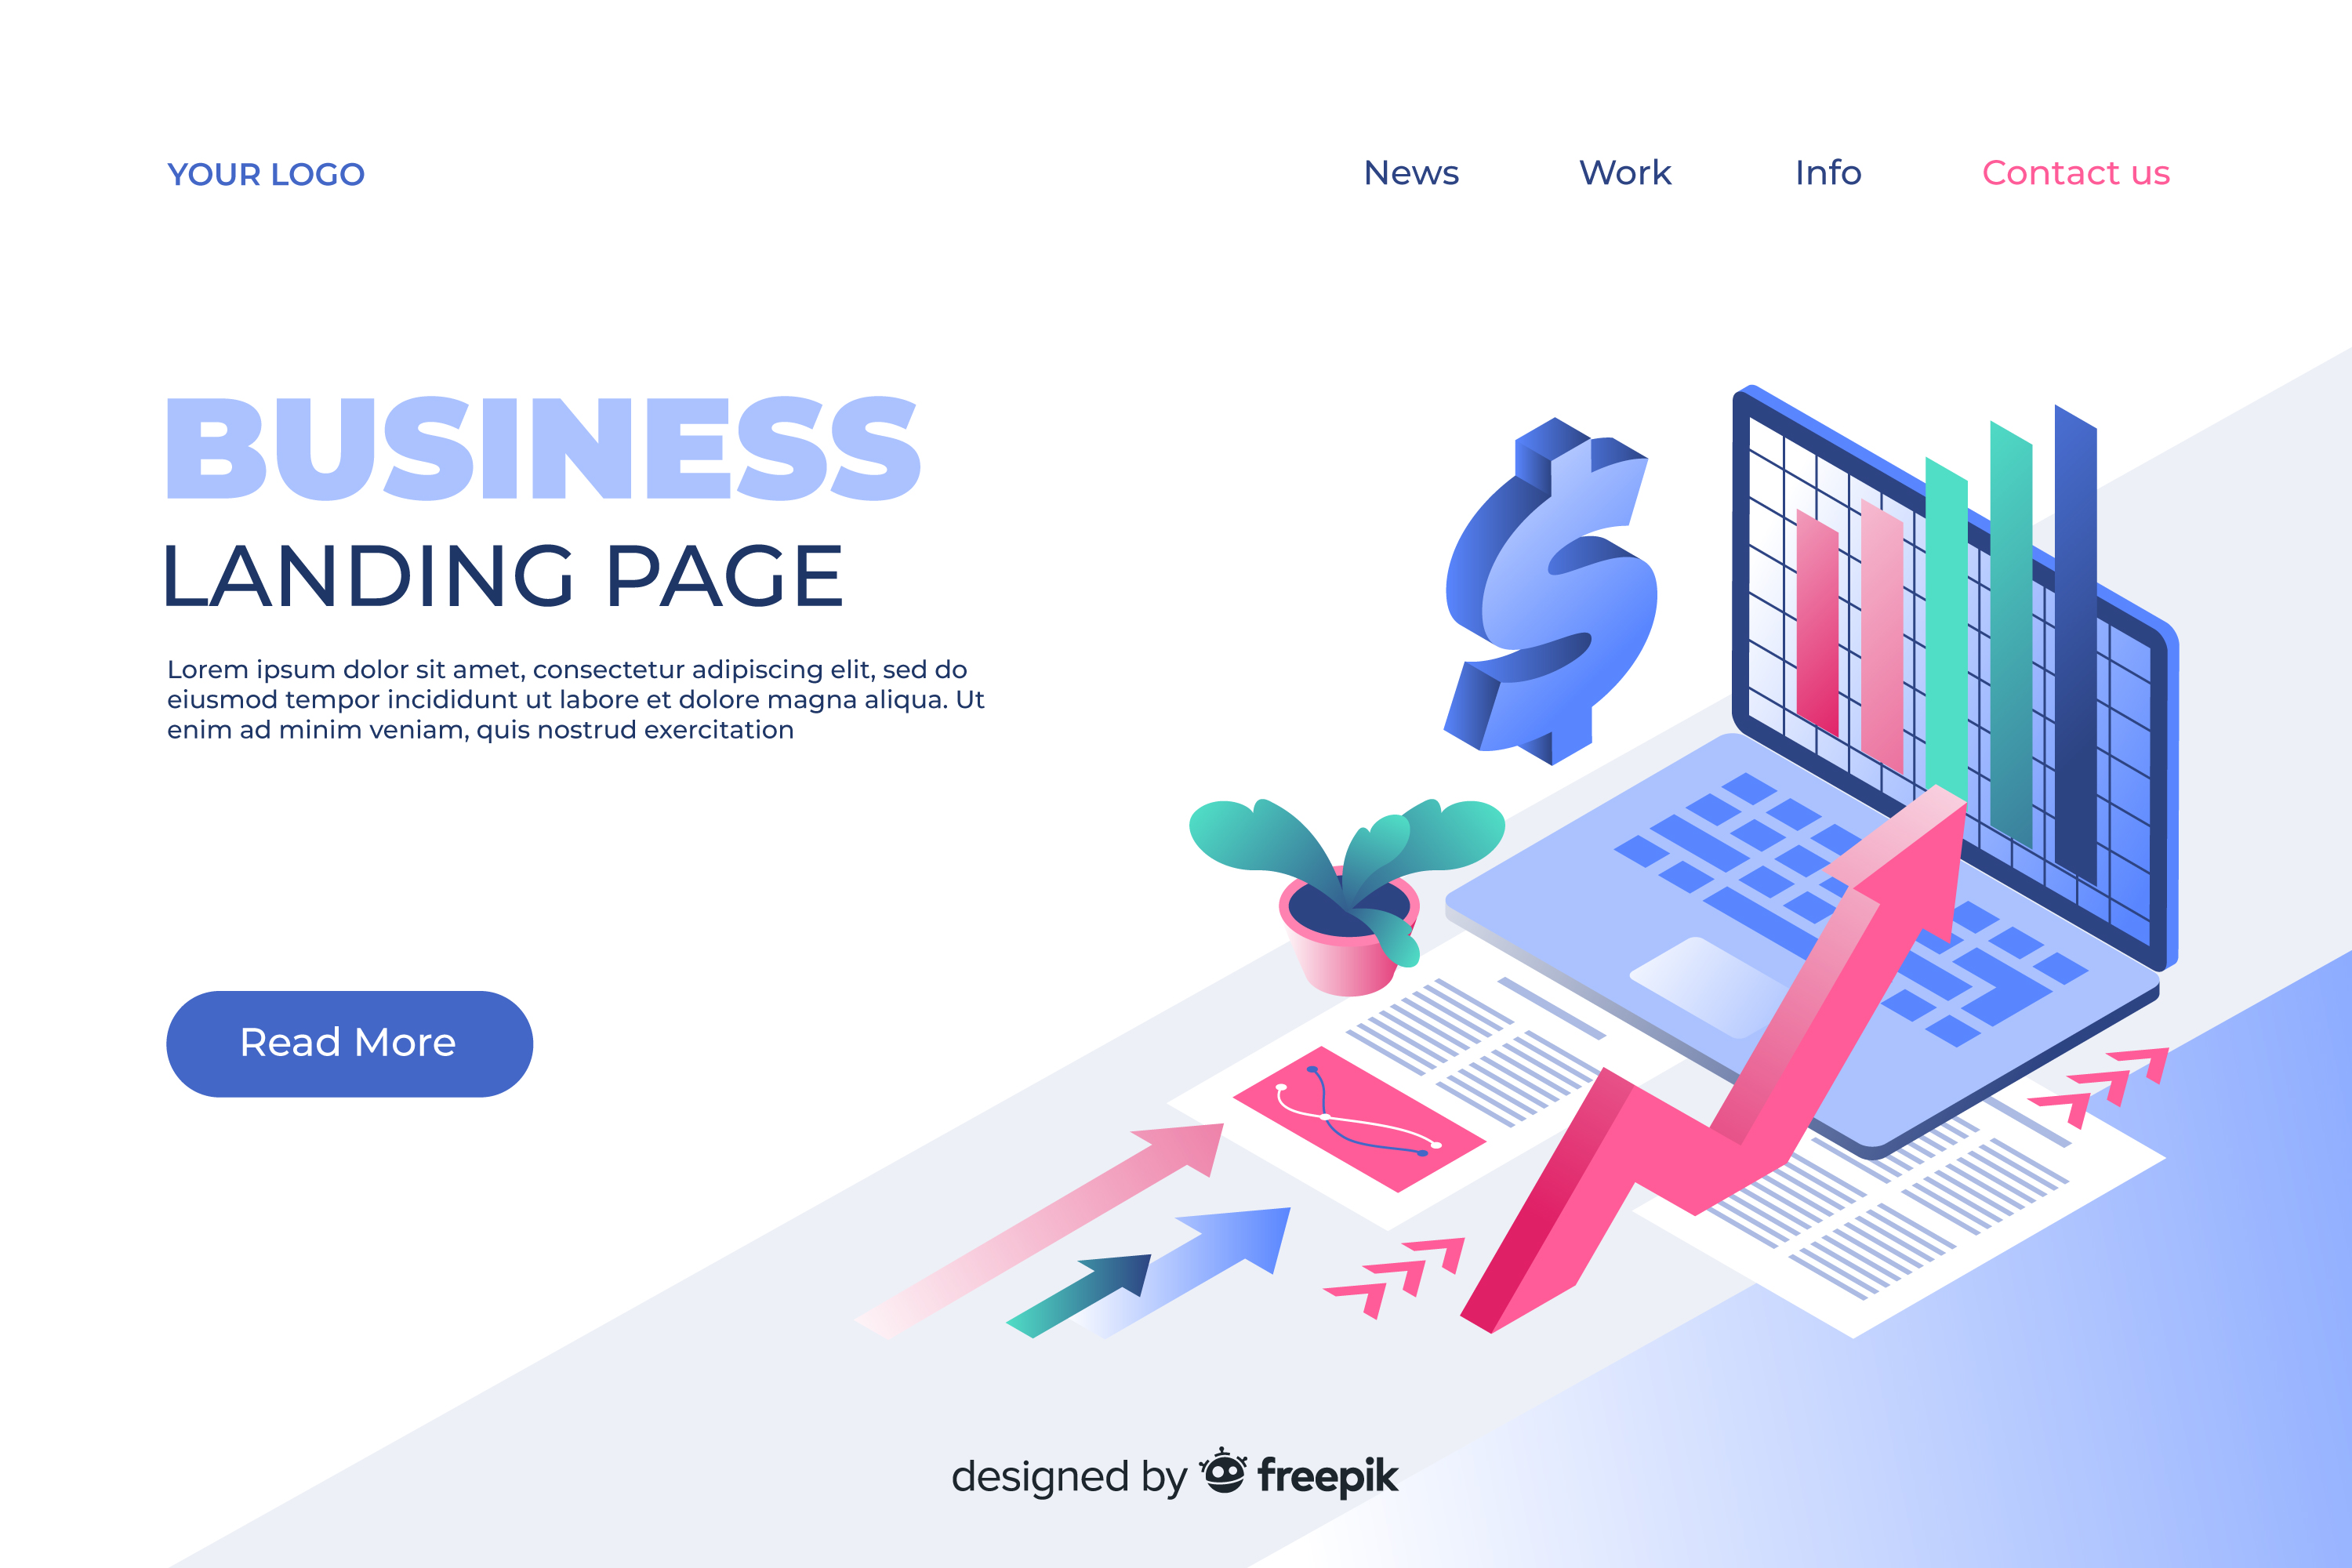 YOUR LOGO
News
Work
Info
Contact us
BUSINESS
LANDING PAGE
Lorem ipsum dolor sit amet, consectetur adipiscing elit, sed do
eiusmod tempor incididunt ut labore et dolore magna aliqua. Ut
enim ad minim veniam, quis nostrud exercitation
Read More
designed by freepik